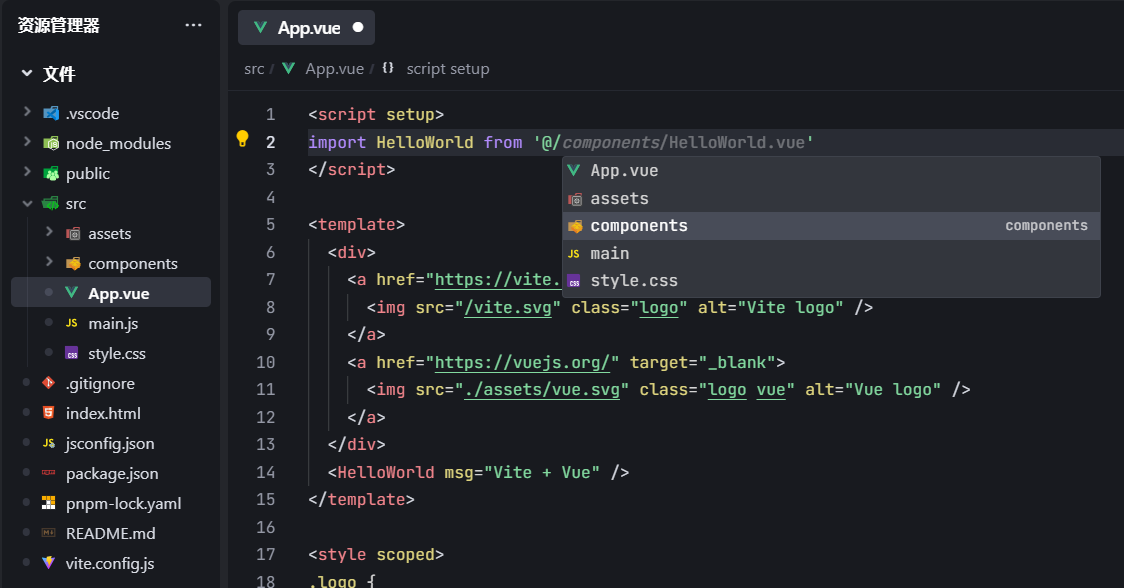 资源管理器 ···
文件
.vscode
node_modules
public
src
assets
components
App.vue
JS main.js
css style.css
.gitignore
index.html
JS jsconfig.json
package.json
pnpm-lock.yaml
README.md
vite.config.js
App.vue
src / App.vue / {} script setup
1 <script setup>
2 import HelloWorld from '@/components/HelloWorld.vue'
3 </script>
4
5 <template>
6 <div>
7 <a href="https://vite.
8 <img src="/vite.svg" class="logo" alt="Vite logo" />
9 </a>
10 <a href="https://vuejs.org/" target="_blank">
11 <img src="./assets/vue.svg" class="logo vue" alt="Vue logo" />
12 </a>
13 </div>
14 <HelloWorld msg="Vite + Vue" />
15 </template>
16
17 <style scoped>
18 .logo {
App.vue
assets
components components
JS main
css style.css